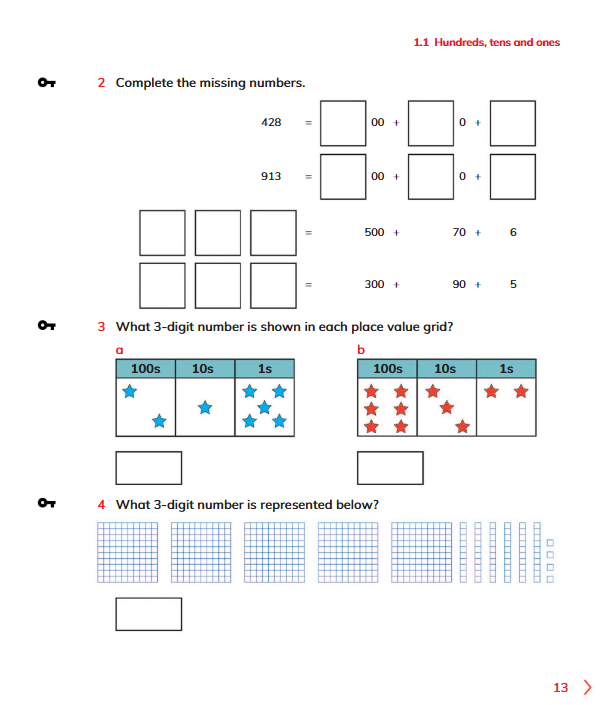 1.1 Hundreds, tens and ones
2 Complete the missing numbers.
428 = 00 + 0 +
913 = 00 + 0 +
= 500 + 70 + 6
= 300 + 90 + 5
3 What 3-digit number is shown in each place value grid?
a b
100s 10s 1s 100s 10s 1s
4 What 3-digit number is represented below?
13